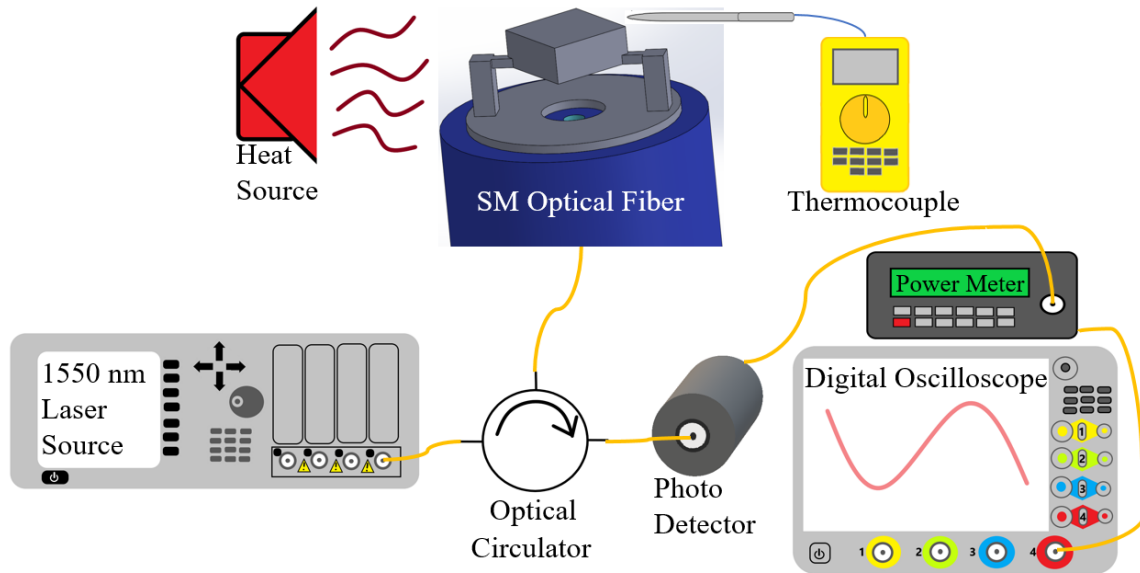 Heat
Source
SM Optical Fiber
Thermocouple
Power Meter
1550 nm
Laser
Source
Digital Oscilloscope
1
2
3
4
Optical
Circulator
Photo
Detector
1
2
3
4